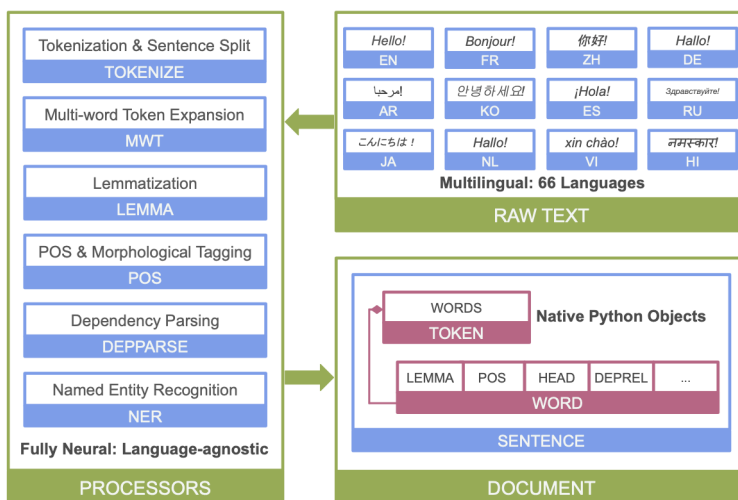 Tokenization & Sentence Split
TOKENIZE
Multi-word Token Expansion
MWT
Lemmatization
LEMMA
POS & Morphological Tagging
POS
Dependency Parsing
DEPPARSE
Named Entity Recognition
NER
Fully Neural: Language-agnostic
PROCESSORS
Hello!
EN
Bonjour!
FR
你好!
ZH
Hallo!
DE
مرحبا!
AR
안녕하세요!
KO
¡Hola!
ES
Здравствуйте!
RU
こんにちは!
JA
Hallo!
NL
xin chào!
VI
नमस्कार!
HI
Multilingual: 66 Languages
RAW TEXT
WORDS
TOKEN
Native Python Objects
LEMMA
POS
HEAD
DEPREL
...
WORD
SENTENCE
DOCUMENT